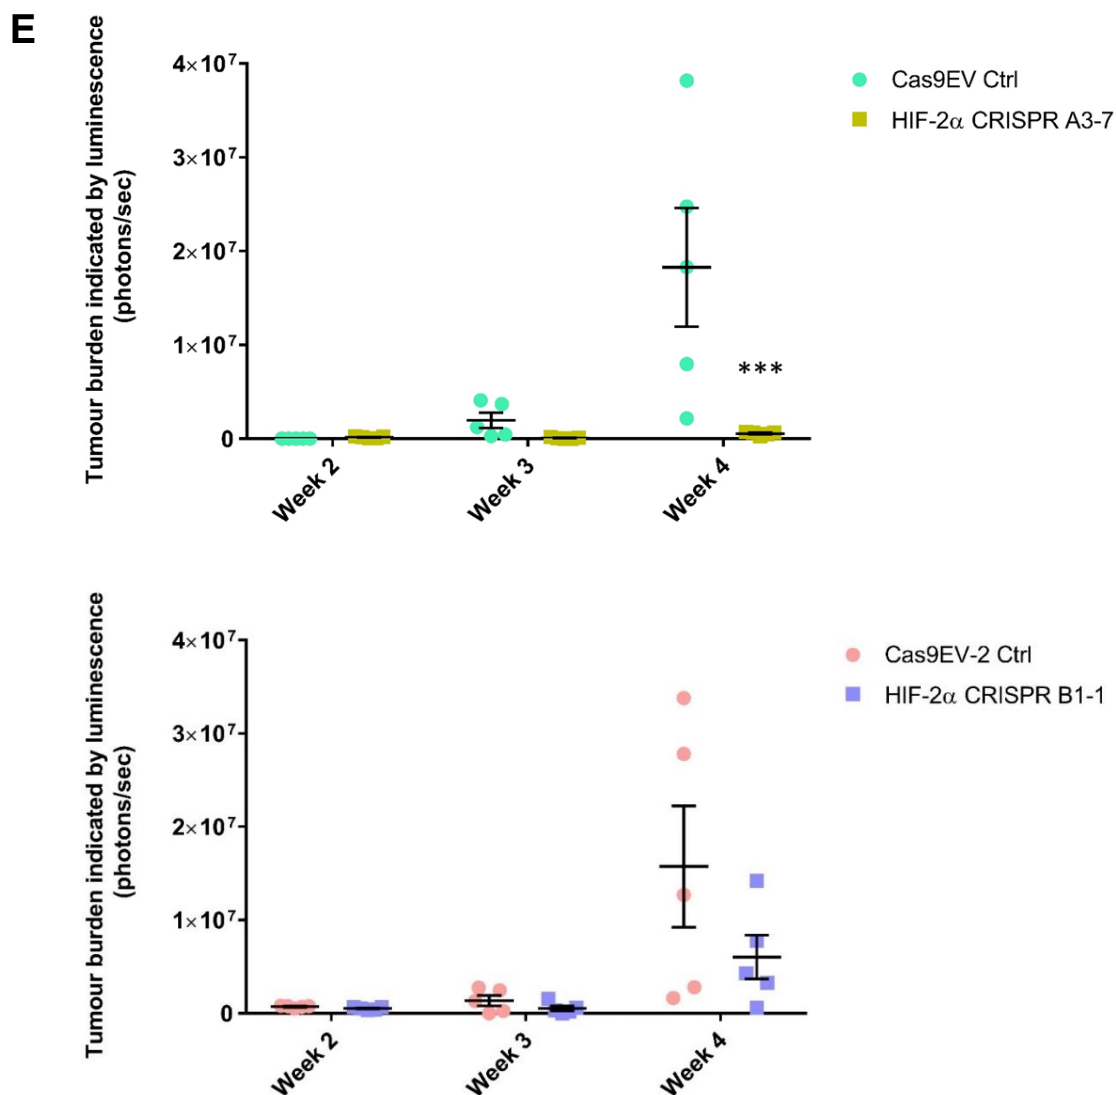 E
Tumour burden indicated by luminescence
(photons/sec)
4×10⁷
3×10⁷
2×10⁷
1×10⁷
0
Week 2
Week 3
Week 4
***
Cas9EV Ctrl
HIF-2α CRISPR A3-7
Tumour burden indicated by luminescence
(photons/sec)
4×10⁷
3×10⁷
2×10⁷
1×10⁷
0
Week 2
Week 3
Week 4
Cas9EV-2 Ctrl
HIF-2α CRISPR B1-1